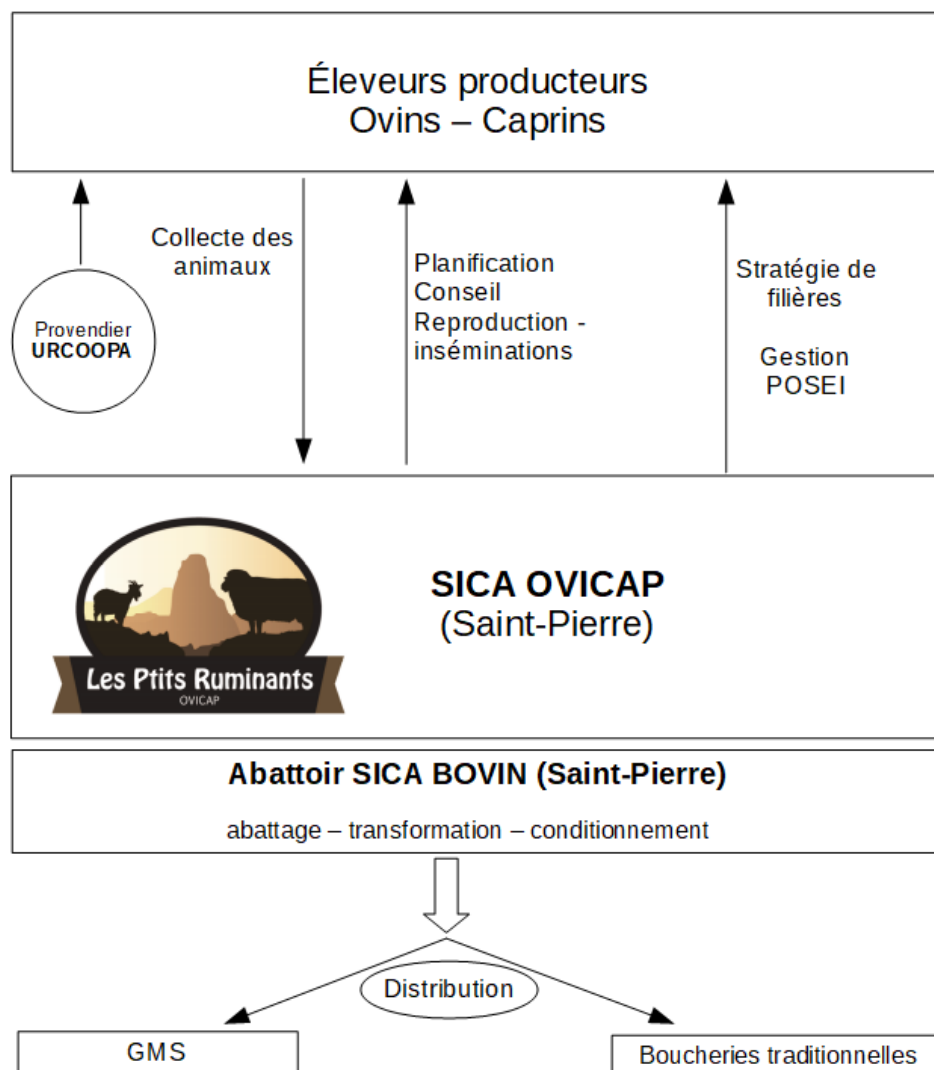 Éleveurs producteurs
Ovins – Caprins
Provendier
URCOOPA
Collecte des
animaux
Planification
Conseil
Reproduction -
inséminations
Stratégie de
filières
Gestion
POSEI
Les Ptits Ruminants
OVICAP
SICA OVICAP
(Saint-Pierre)
Abattoir SICA BOVIN (Saint-Pierre)
abattage – transformation – conditionnement
Distribution
GMS
Boucheries traditionnelles